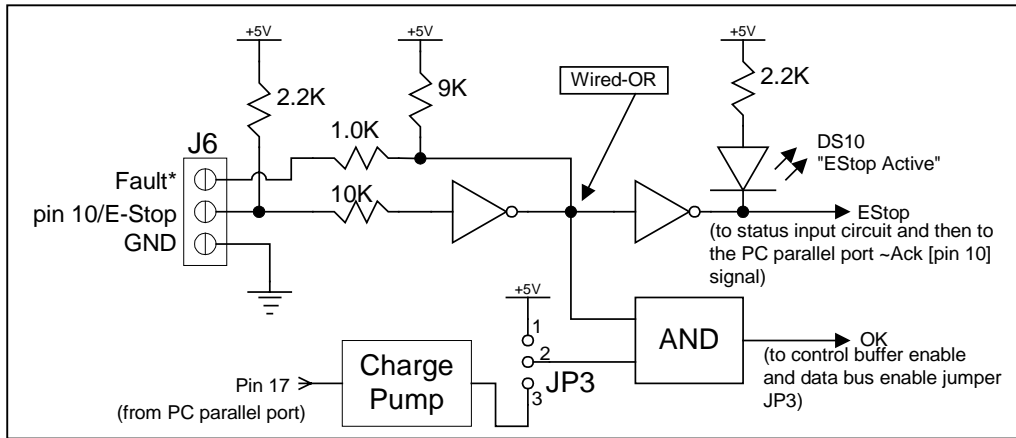 +5V
+5V
+5V
2.2K
9K
Wired-OR
2.2K
J6
1.0K
DS10
"EStop Active"
Fault*
10K
pin 10/E-Stop
EStop
GND
(to status input circuit and then to
the PC parallel port ~Ack [pin 10]
signal)
+5V
1
AND
OK
2
Charge
Pump
JP3
(to control buffer enable
and data bus enable jumper
JP3)
Pin 17
3
(from PC parallel port)